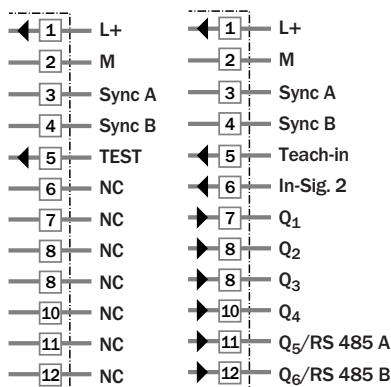 1 L+
2 M
3 Sync A
4 Sync B
5 TEST
6 NC
7 NC
8 NC
8 NC
10 NC
11 NC
12 NC
1 L+
2 M
3 Sync A
4 Sync B
5 Teach-in
6 In-Sig. 2
7 Q1
8 Q2
8 Q3
10 Q4
11 Q5/RS 485 A
12 Q6/RS 485 B